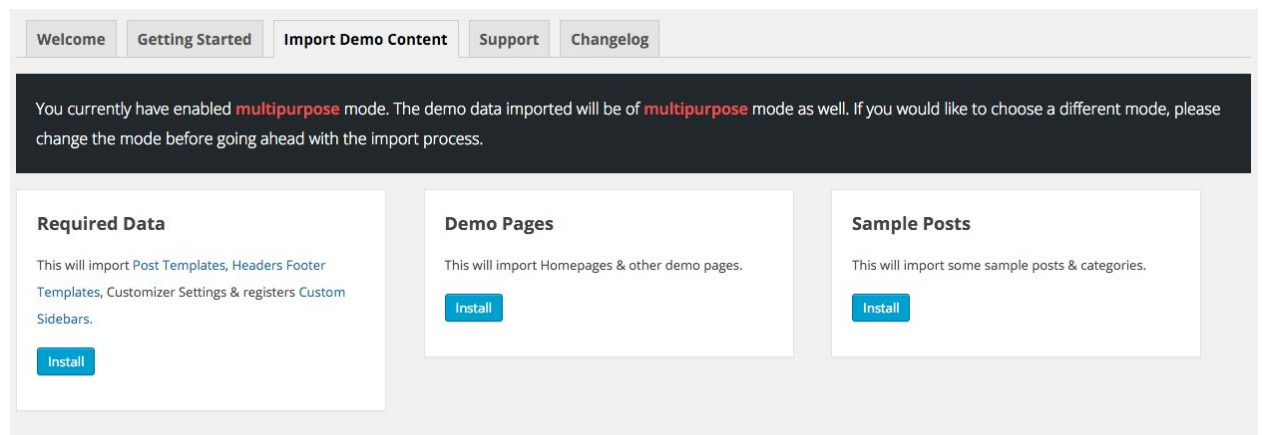 Welcome
Getting Started
Import Demo Content
Support
Changelog
You currently have enabled multipurpose mode. The demo data imported will be of multipurpose mode as well. If you would like to choose a different mode, please
change the mode before going ahead with the import process.
Required Data
This will import Post Templates, Headers Footer
Templates, Customizer Settings & registers Custom
Sidebars.
Install
Demo Pages
This will import Homepages & other demo pages.
Install
Sample Posts
This will import some sample posts & categories.
Install